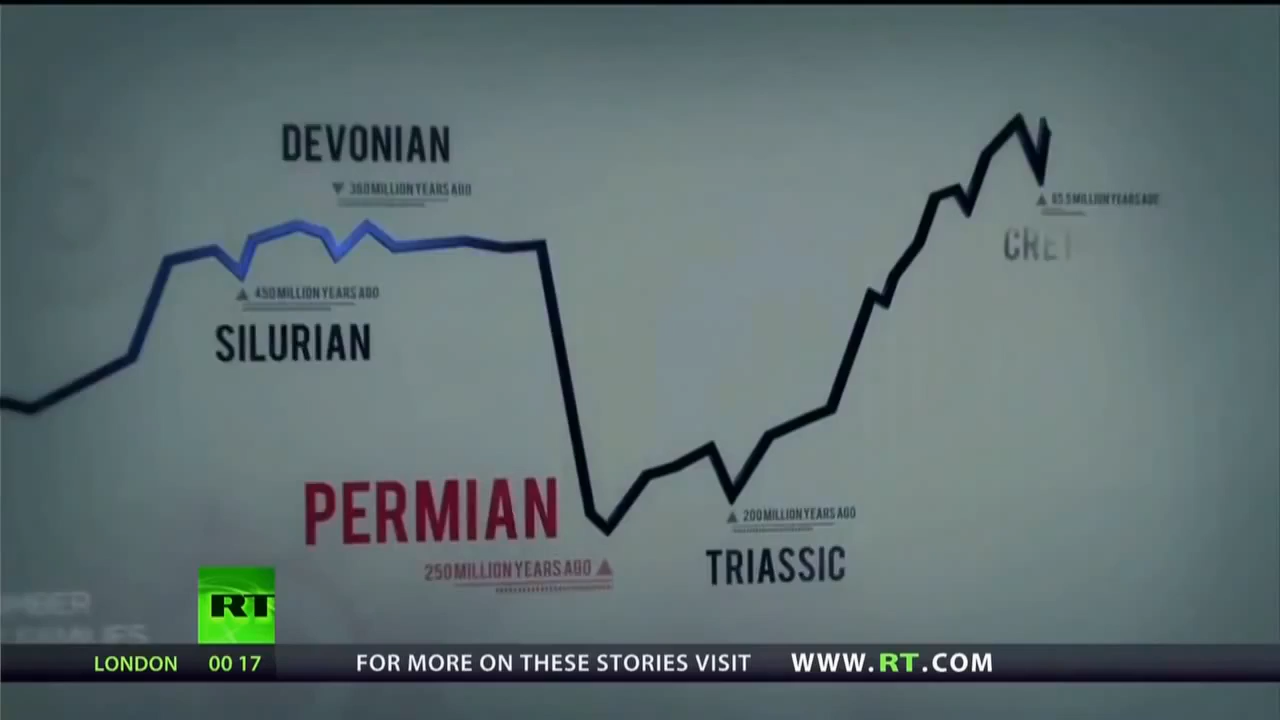 DEVONIAN
360 MILLION YEARS AGO
450 MILLION YEARS AGO
SILURIAN
65.5 MILLION YEARS AGO
PERMIAN
250 MILLION YEARS AGO
200 MILLION YEARS AGO
TRIASSIC
RT
LONDON 00 17 FOR MORE ON THESE STORIES VISIT WWW.RT.COM